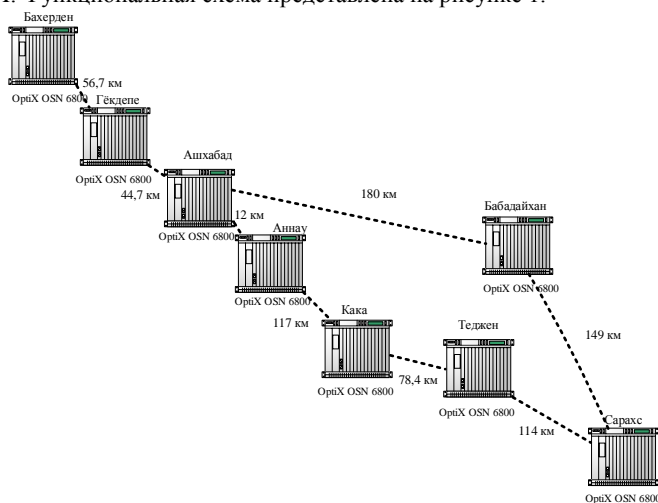 Функциональная схема представлена на рисунке 1.
Бахерден
56,7 км
OptiX OSN 6800
Гёкдепе
OptiX OSN 6800
44,7 км
Ашхабад
180 км
OptiX OSN 6800
12 км
Аннау
Бабадайхан
OptiX OSN 6800
OptiX OSN 6800
117 км
Кака
Теджен
149 км
OptiX OSN 6800
78,4 км
OptiX OSN 6800
114 км
Сарахс
OptiX OSN 6800